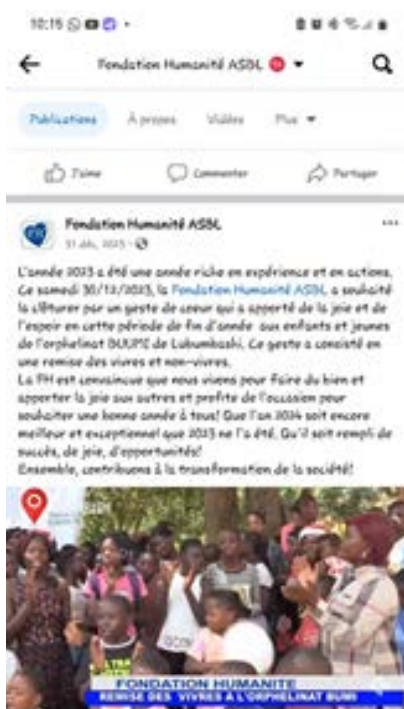 10:15
Fondation Humanité ASBL
Publications À propos Vidéos Plus
J'aime Commenter Partager
Fondation Humanité ASBL
31 déc. 2023
L'année 2023 a été une année riche en expérience et en actions.
Ce samedi 30/12/2023, la Fondation Humanité ASBL a souhaité
la clôturer par un geste de coeur qui a apporté de la joie et de
l'espoir en cette période de fin d'année aux enfants et jeunes
de l'orphelinat BUUMI de Lubumbashi. Ce geste a consisté en
une remise des vivres et non-vivres.
La FH est convaincue que nous vivons pour faire du bien et
apporter la joie aux autres et profite de l'occasion pour
souhaiter une bonne année à tous! Que l'an 2024 soit encore
meilleur et exceptionnel que 2023 ne l'a été. Qu'il soit rempli de
succès, de joie, d'opportunités!
Ensemble, contribuons à la transformation de la société!
FONDATION HUMANITE
REMISE DES VIVRES A L'ORPHELINAT BUMI